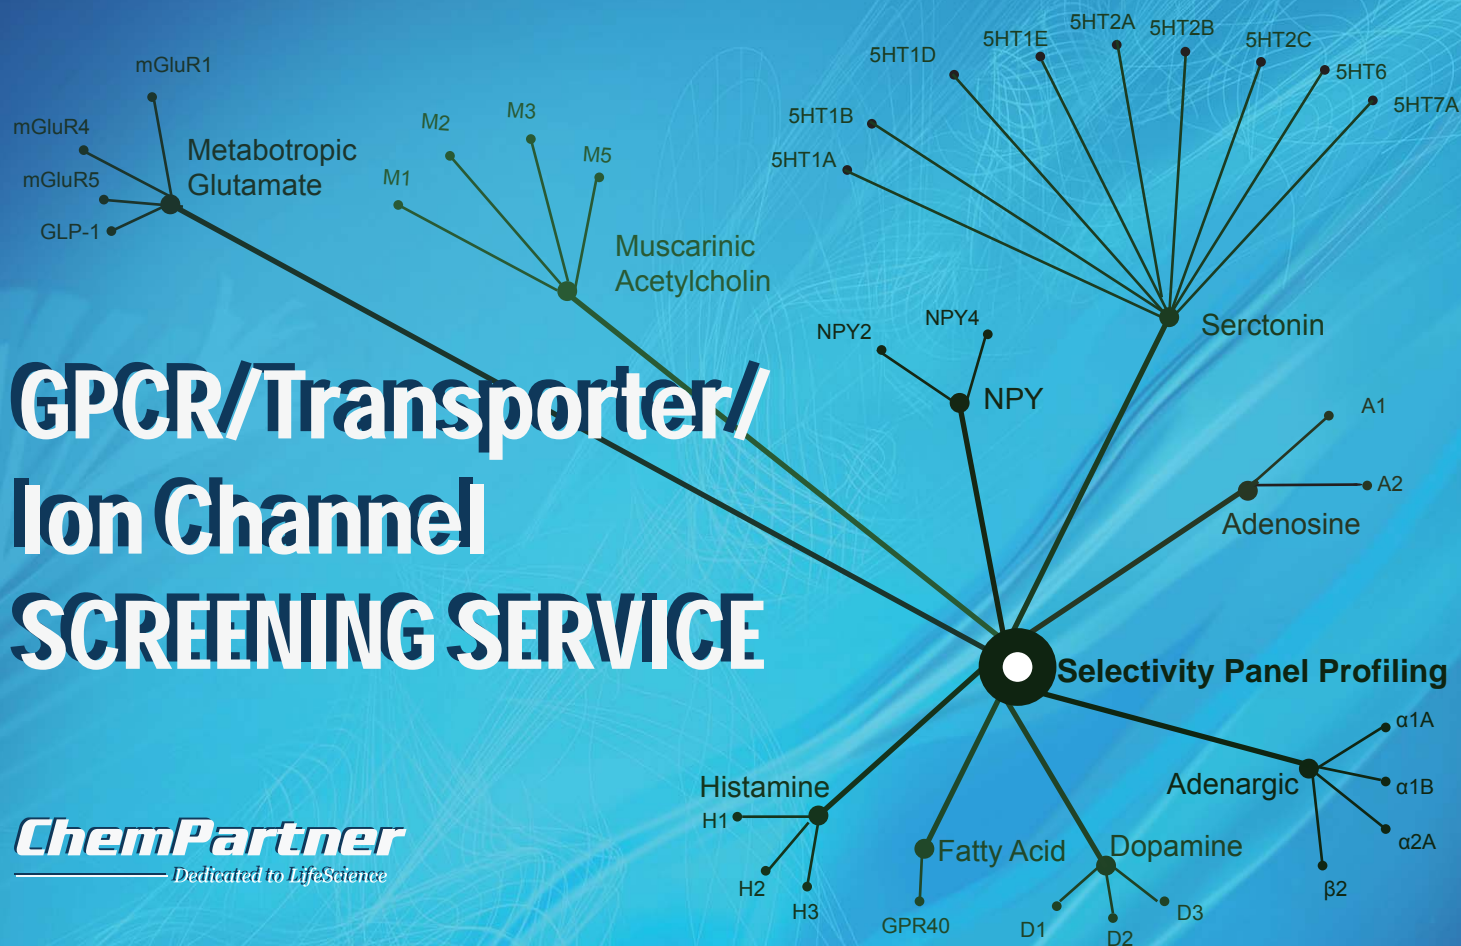 mGluR1
mGluR4
mGluR5
GLP-1
Metabotropic
Glutamate
M1
M2
M3
M5
Muscarinic
Acetylcholin
5HT1A
5HT1B
5HT1D
5HT1E
5HT2A
5HT2B
5HT2C
5HT6
5HT7A
Serctonin
NPY2
NPY4
NPY
A1
A2
Adenosine
GPCR/Transporter/
Ion Channel
SCREENING SERVICE
Selectivity Panel Profiling
Histamine
H1
H2
H3
Fatty Acid
GPR40
Dopamine
D1
D2
D3
Adenargic
α1A
α1B
α2A
β2
ChemPartner
Dedicated to LifeScience